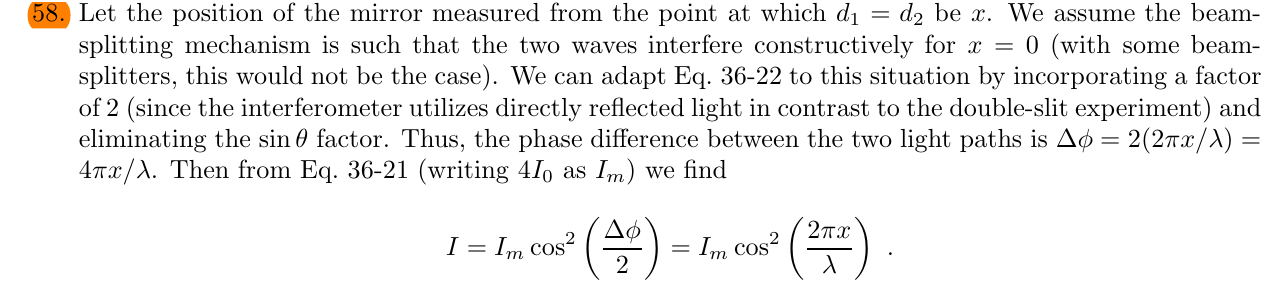 58. Let the position of the mirror measured from the point at which d₁ = d₂ be x. We assume the beam-
splitting mechanism is such that the two waves interfere constructively for x = 0 (with some beam-
splitters, this would not be the case). We can adapt Eq. 36-22 to this situation by incorporating a factor
of 2 (since the interferometer utilizes directly reflected light in contrast to the double-slit experiment) and
eliminating the sin θ factor. Thus, the phase difference between the two light paths is Δϕ = 2(2πx/λ) =
4πx/λ. Then from Eq. 36-21 (writing 4I₀ as Iₘ) we find
I = Iₘ cos² (Δϕ/2) = Iₘ cos² (2πx/λ) .